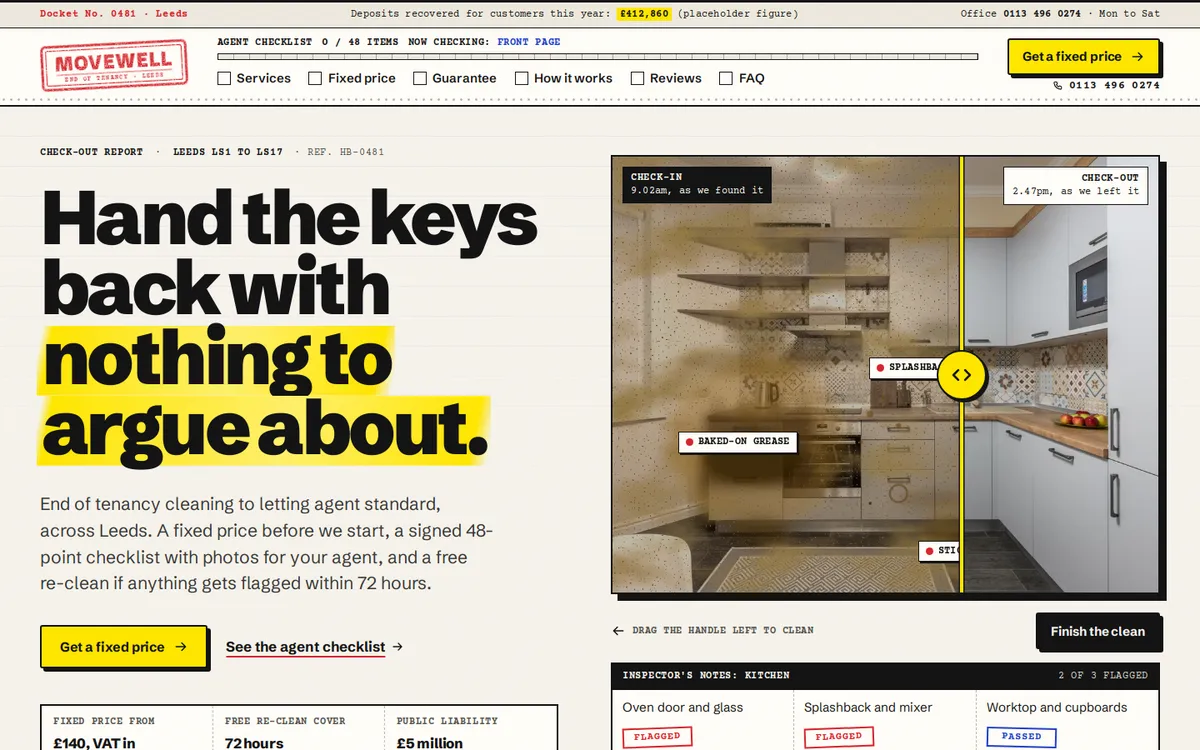 Docket No. 0481 · Leeds
Deposits recovered for customers this year: £412,860 (placeholder figure)
Office 0113 496 0274 · Mon to Sat
MOVEWELL
END OF TENANCY · LEEDS
AGENT CHECKLIST 0 / 48 ITEMS NOW CHECKING: FRONT PAGE
Services
Fixed price
Guarantee
How it works
Reviews
FAQ
Get a fixed price →
0113 496 0274
CHECK-OUT REPORT · LEEDS LS1 TO LS17 · REF. HB-0481
Hand the keys
back with
nothing to
argue about.
End of tenancy cleaning to letting agent standard,
across Leeds. A fixed price before we start, a signed 48-
point checklist with photos for your agent, and a free
re-clean if anything gets flagged within 72 hours.
Get a fixed price →
See the agent checklist →
FIXED PRICE FROM
£140, VAT in
FREE RE-CLEAN COVER
72 hours
PUBLIC LIABILITY
£5 million
CHECK-IN
9.02am, as we found it
CHECK-OUT
2.47pm, as we left it
SPLASHBA
BAKED-ON GREASE
STI
← DRAG THE HANDLE LEFT TO CLEAN
Finish the clean
INSPECTOR'S NOTES: KITCHEN
2 OF 3 FLAGGED
Oven door and glass
FLAGGED
Splashback and mixer
FLAGGED
Worktop and cupboards
PASSED